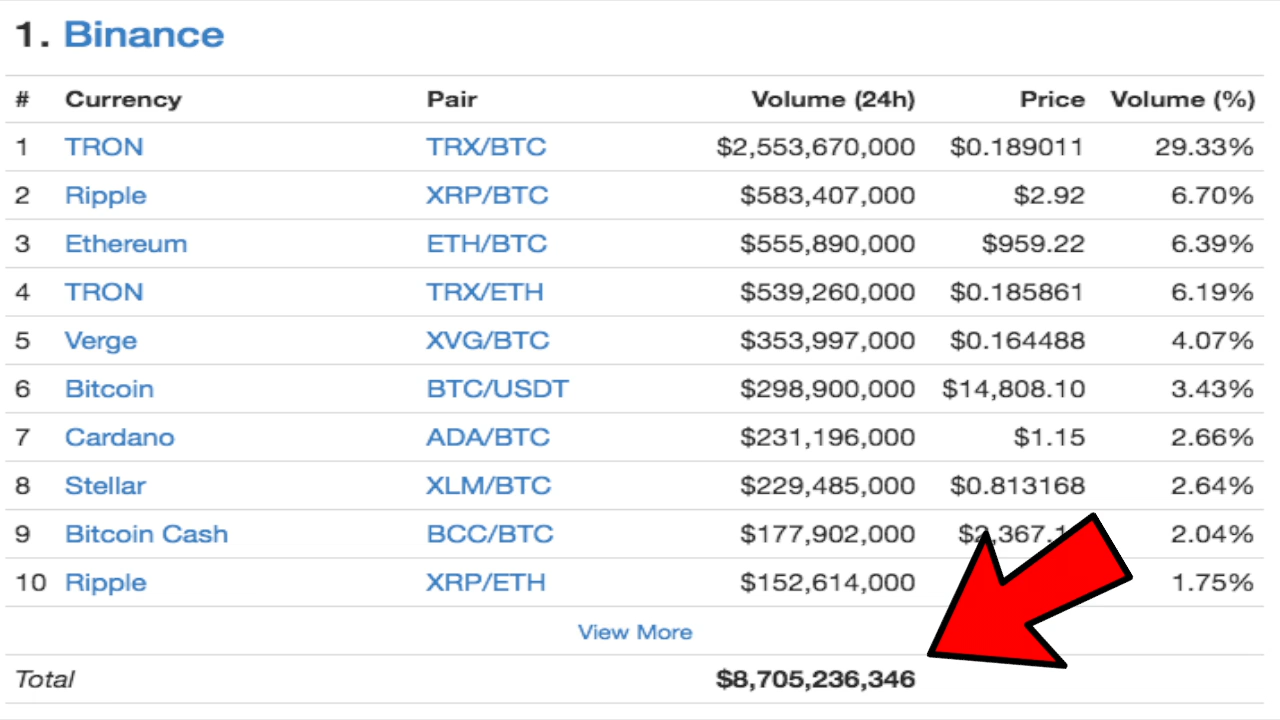 1. Binance
# Currency Pair Volume (24h) Price Volume (%)
1 TRON TRX/BTC $2,553,670,000 $0.189011 29.33%
2 Ripple XRP/BTC $583,407,000 $2.92 6.70%
3 Ethereum ETH/BTC $555,890,000 $959.22 6.39%
4 TRON TRX/ETH $539,260,000 $0.185861 6.19%
5 Verge XVG/BTC $353,997,000 $0.164488 4.07%
6 Bitcoin BTC/USDT $298,900,000 $14,808.10 3.43%
7 Cardano ADA/BTC $231,196,000 $1.15 2.66%
8 Stellar XLM/BTC $229,485,000 $0.813168 2.64%
9 Bitcoin Cash BCC/BTC $177,902,000 2.04%
10 Ripple XRP/ETH $152,614,000 1.75%
View More
Total $8,705,236,346